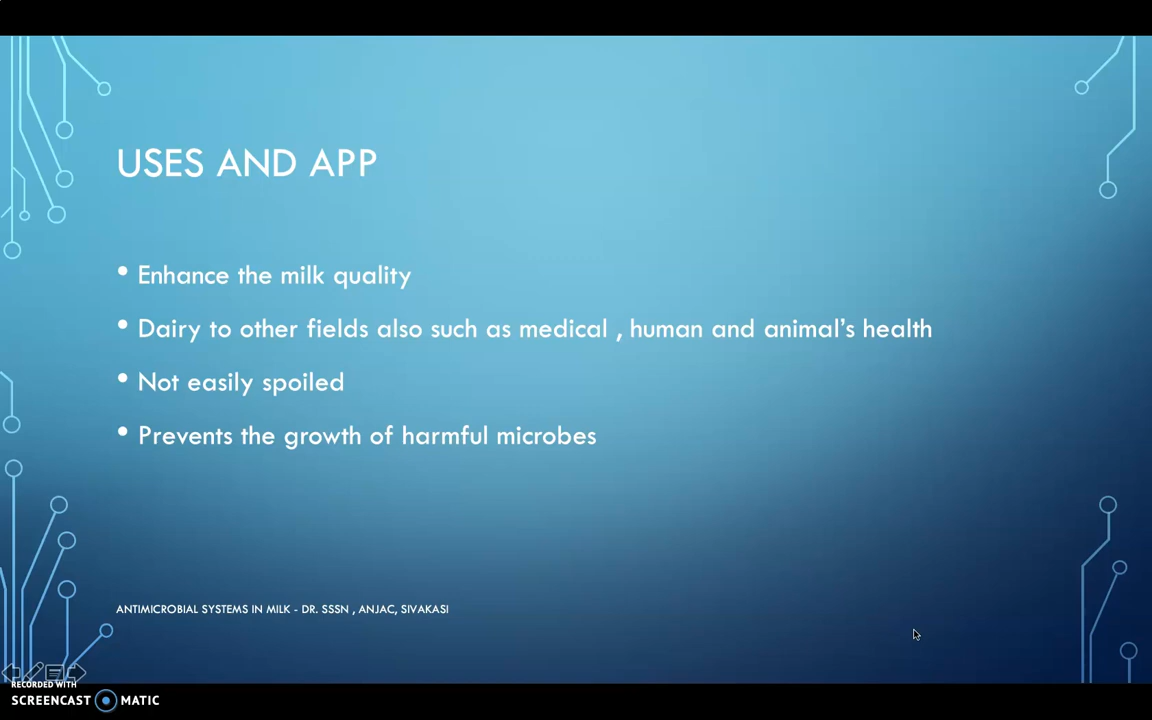 USES AND APP
• Enhance the milk quality
• Dairy to other fields also such as medical , human and animal’s health
• Not easily spoiled
• Prevents the growth of harmful microbes
ANTIMICROBIAL SYSTEMS IN MILK - DR. SSSN , ANJAC, SIVAKASI
RECORDED WITH
SCREENCAST MATIC